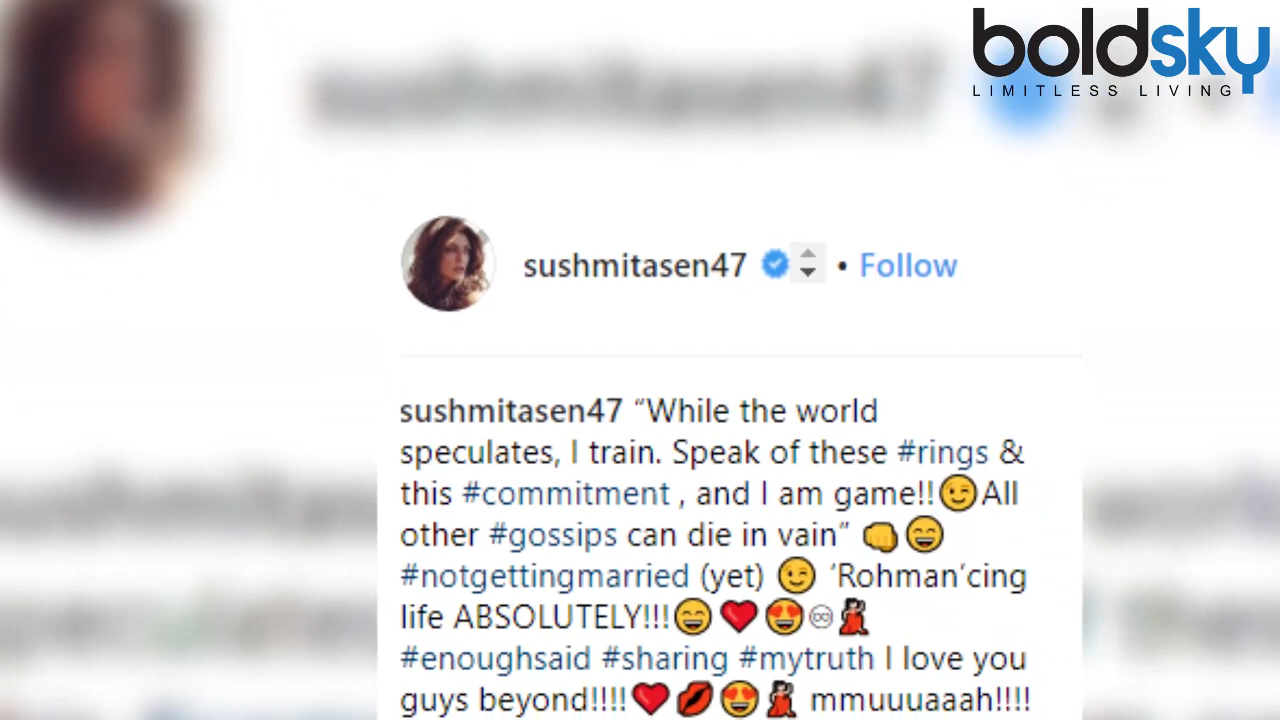 boldsky
LIMITLESS LIVING
sushmitasen47 • Follow
sushmitasen47 “While the world
speculates, I train. Speak of these #rings &
this #commitment , and I am game!!😉All
other #gossips can die in vain” 👊😄
#notgettingmarried (yet) 😉 ‘Rohman’cing
life ABSOLUTELY!!!😄❤️😍♾💃
#enoughsaid #sharing #mytruth I love you
guys beyond!!!!❤️💋😍💃 mmuuuaaah!!!!